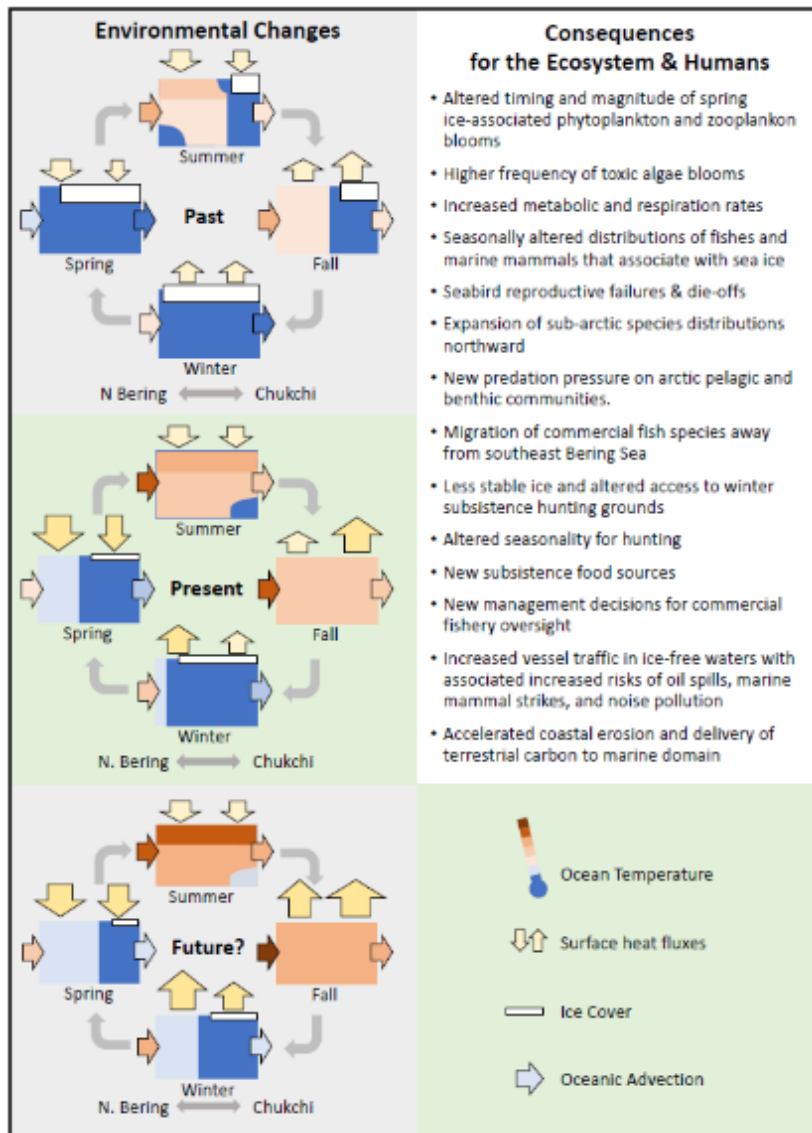 Environmental Changes
Summer
Past
Spring
Fall
Winter
N Bering
Chukchi
Summer
Present
Spring
Fall
Winter
N. Bering
Chukchi
Summer
Future?
Spring
Fall
Winter
N. Bering
Chukchi
Consequences
for the Ecosystem & Humans
• Altered timing and magnitude of spring
ice-associated phytoplankton and zooplankon
blooms
• Higher frequency of toxic algae blooms
• Increased metabolic and respiration rates
• Seasonally altered distributions of fishes and
marine mammals that associate with sea ice
• Seabird reproductive failures & die-offs
• Expansion of sub-arctic species distributions
northward
• New predation pressure on arctic pelagic and
benthic communities.
• Migration of commercial fish species away
from southeast Bering Sea
• Less stable ice and altered access to winter
subsistence hunting grounds
• Altered seasonality for hunting
• New subsistence food sources
• New management decisions for commercial
fishery oversight
• Increased vessel traffic in ice-free waters with
associated increased risks of oil spills, marine
mammal strikes, and noise pollution
• Accelerated coastal erosion and delivery of
terrestrial carbon to marine domain
Ocean Temperature
Surface heat fluxes
Ice Cover
Oceanic Advection